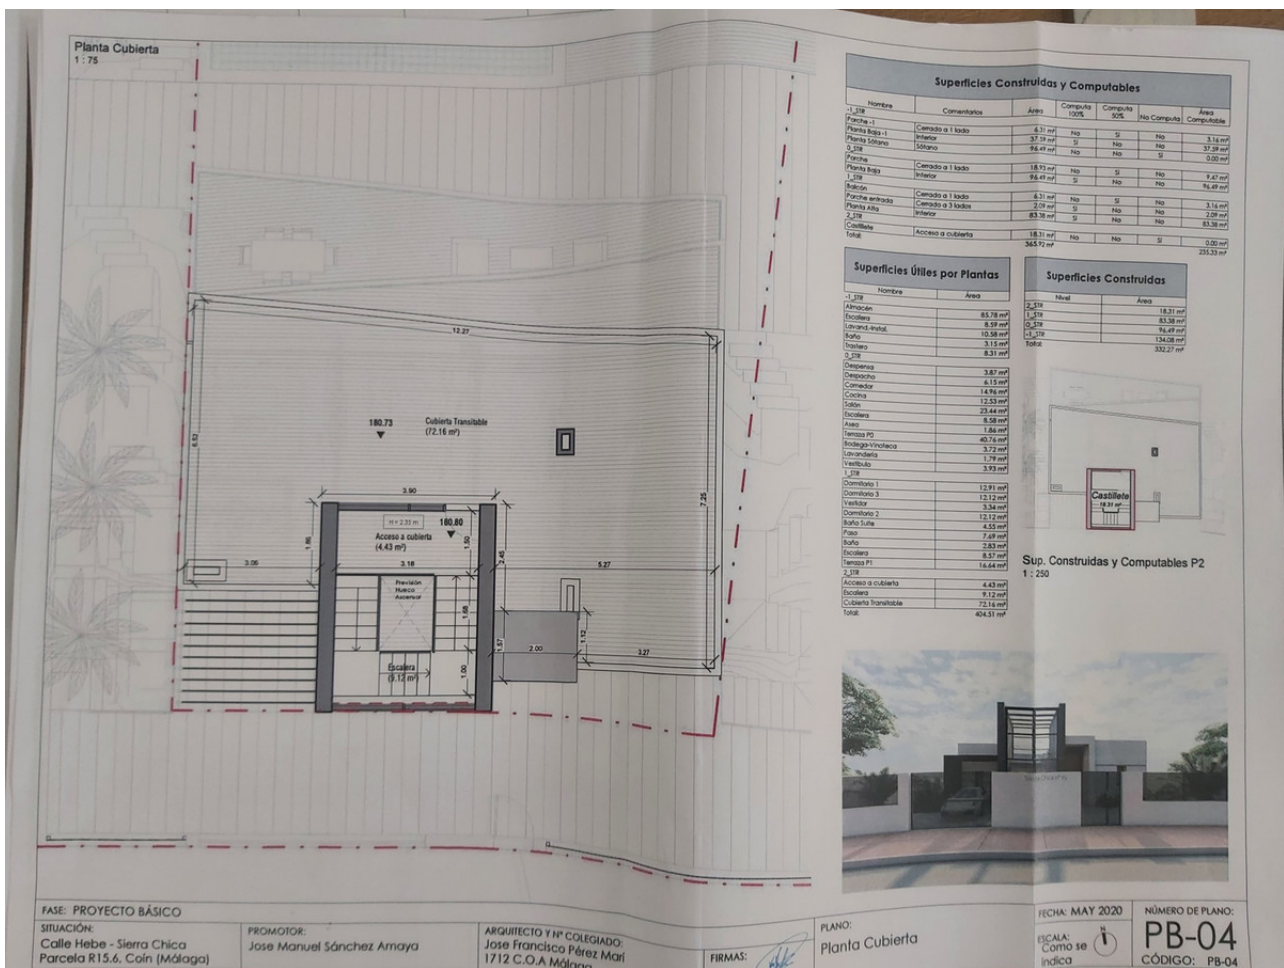 Planta Cubierta
1 : 75
12.27
6.52
180.73
Cubierta Transitable
(72.16 m²)
7.25
3.90
H = 2.35 m
180.80
Acceso a cubierta
(4.43 m²)
1.50
2.45
3.05
3.16
5.27
Previsión
Hueco
Ascensor
1.68
1.57
1.12
2.00
3.27
Escalera
(9.12 m²)
1.00
Superficies Construidas y Computables
Nombre Comentarios Área Computa 100% Computa 50% No Computa Área Computable
-1_STR
Porche -1 Cerrado a 1 lado 6.31 m² No Sí No 3.16 m²
Planta Baja -1 Interior Sí No No
Planta Sótano Sótano 96.49 m² No No Sí 0.00 m²
0_STR
Porche Cerrado a 1 lado 18.93 m² No Sí No 9.47 m²
Planta Baja Interior 96.49 m² Sí No No 96.49 m²
1_STR
Balcón Cerrado a 1 lado 6.31 m² No Sí No 3.16 m²
Porche entrada Cerrado a 3 lados 2.09 m² Sí No No 2.09 m²
Planta Alta Interior 83.38 m² Sí No No 83.38 m²
2_STR
Castillete Acceso a cubierta 18.31 m² No No Sí 0.00 m²
Total: 365.92 m² 235.33 m²
Superficies Útiles por Plantas
Nombre Área
-1_STR
Almacén 85.78 m²
Escalera 8.59 m²
Lavand.-Instal. 10.58 m²
Baño 3.15 m²
Trastero 8.31 m²
0_STR
Despensa 3.87 m²
Despacho 6.15 m²
Comedor 14.96 m²
Cocina 12.53 m²
Salón 23.44 m²
Escalera 8.58 m²
Aseo 1.86 m²
Terraza P0 40.76 m²
Bodega-Vinoteca 3.72 m²
Lavandería 1.79 m²
Vestíbulo 3.93 m²
1_STR
Dormitorio 1 12.91 m²
Dormitorio 3 12.12 m²
Vestidor 3.34 m²
Dormitorio 2 12.12 m²
Baño Suite 4.55 m²
Paso 7.69 m²
Baño 2.83 m²
Escalera 8.57 m²
Terraza P1 16.64 m²
2_STR
Acceso a cubierta 4.43 m²
Escalera 9.12 m²
Cubierta Transitable 72.16 m²
Total: 404.51 m²
Superficies Construidas
Nivel Área
2_STR 18.31 m²
1_STR 83.38 m²
0_STR 96.49 m²
-1_STR 134.08 m²
Total: 332.27 m²
Castillete
18.31 m²
Sup. Construidas y Computables P2
1 : 250
FASE: PROYECTO BÁSICO
SITUACIÓN:
Calle Hebe - Sierra Chica
Parcela R15.6. Coín (Málaga)
PROMOTOR:
Jose Manuel Sánchez Amaya
ARQUITECTO Y Nº COLEGIADO:
Jose Francisco Pérez Marí
1712 C.O.A Málaga
FIRMAS:
PLANO:
Planta Cubierta
FECHA: MAY 2020
ESCALA:
Como se
indica
N
NÚMERO DE PLANO:
PB-04
CÓDIGO: PB-04